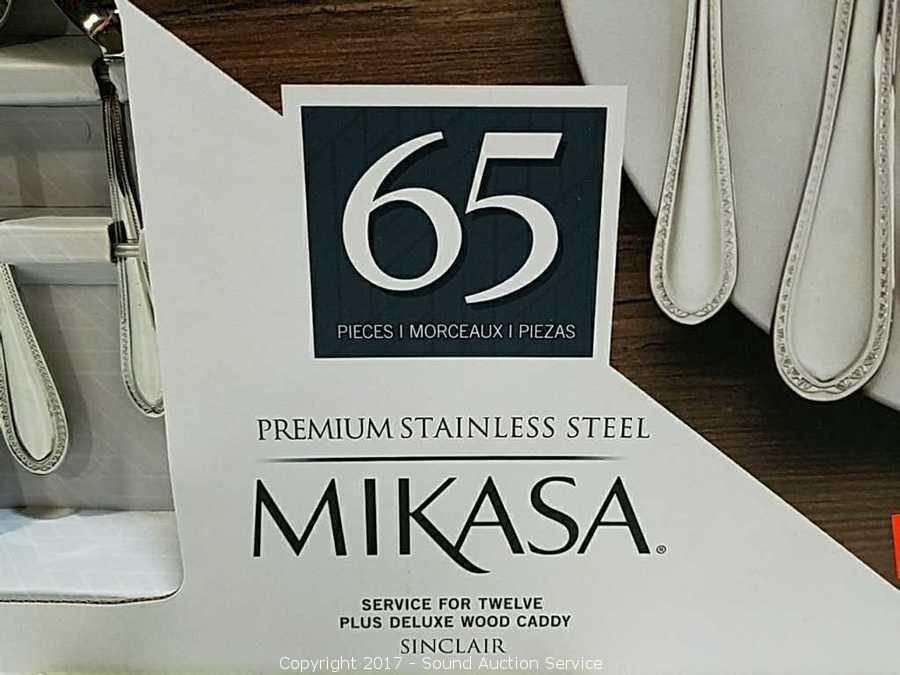 65
PIECES | MORCEAUX | PIEZAS
PREMIUM STAINLESS STEEL
MIKASA®
SERVICE FOR TWELVE
PLUS DELUXE WOOD CADDY
SINCLAIR
Copyright 2017 - Sound Auction Service